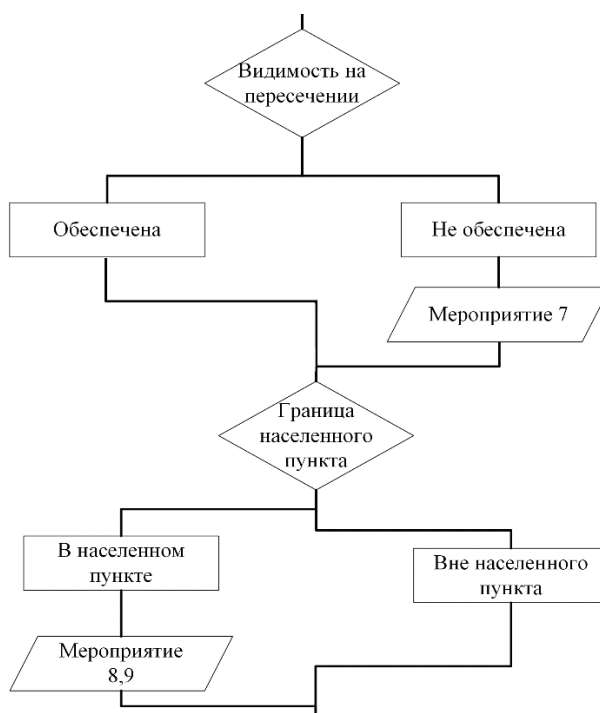 Видимость на
пересечении
Обеспечена
Не обеспечена
Мероприятие 7
Граница
населенного
пункта
В населенном
пункте
Вне населенного
пункта
Мероприятие
8,9